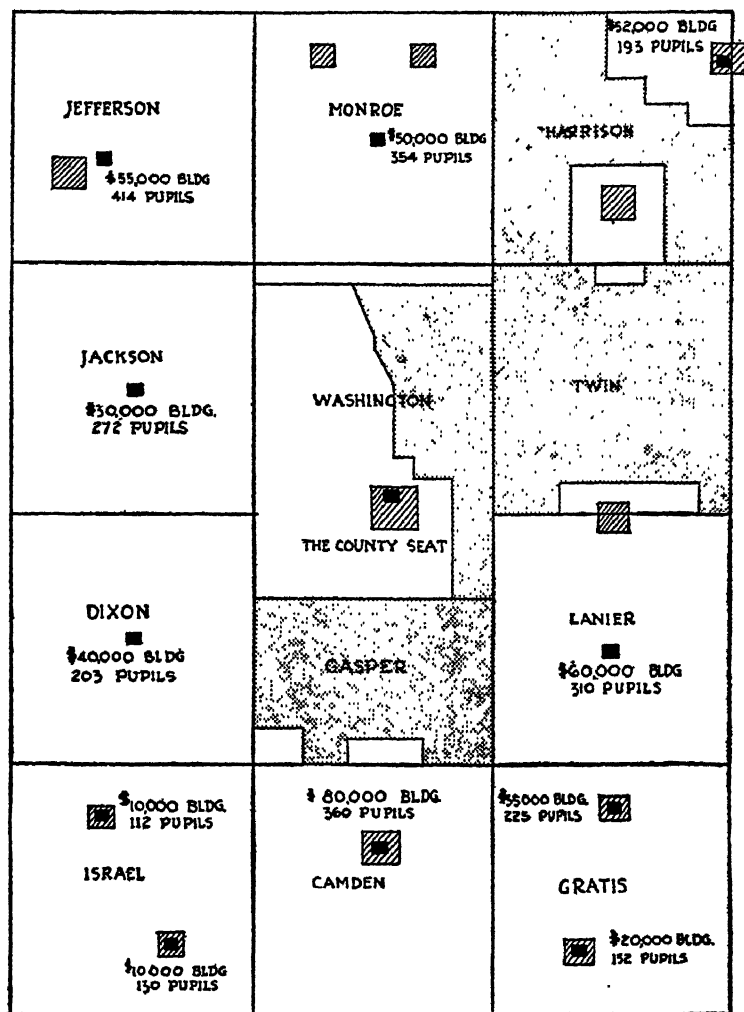 $52,000 BLDG
193 PUPILS
JEFFERSON
MONROE
HARRISON
$50,000 BLDG
354 PUPILS
$55,000 BLDG
414 PUPILS
JACKSON
$30,000 BLDG.
272 PUPILS
WASHINGTON
TWIN
THE COUNTY SEAT
DIXON
$40,000 BLDG
203 PUPILS
GASPER
LANIER
$60,000 BLDG
310 PUPILS
$10,000 BLDG.
112 PUPILS
$80,000 BLDG.
360 PUPILS
BLDG.
225 PUPILS
ISRAEL
CAMDEN
GRATIS
$10,000 BLDG
130 PUPILS
$20,000 BLDG.
152 PUPILS